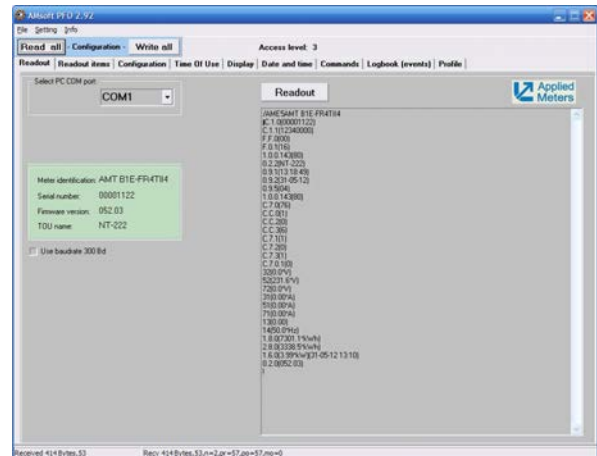 AMsoft PFO 2.92
File Setting Info
Read all - Configuration - Write all Access level: 3
Readout Readout items Configuration Time Of Use Display Date and time Commands Logbook (events) Profile
Select PC COM port
COM1
Readout
Applied Meters
/AME5AMT B1E-FR4TII4
C.1.0(00001122)
C.1.1(12340000)
F.F.0(00)
F.0.1(16)
1.0.0.143(80)
0.2.2(NT-222)
0.9.1(13:18:49)
0.9.2(31-05-12)
0.9.5(04)
1.0.0.143(80)
C.7.0(76)
C.C.0(1)
C.C.2(0)
C.C.3(6)
C.7.1(1)
C.7.2(0)
C.7.3(1)
C.7.0.1(0)
32(0.0*V)
52(231.6*V)
72(0.0*V)
31(0.00*A)
51(0.00*A)
71(0.00*A)
13(0.00)
14(50.0*Hz)
1.8.0(7301.1*kWh)
2.8.0(3338.5*kWh)
1.6.0(3.99*kW)(31-05-12 13:10)
0.2.0(052.03)
!
Meter identification: AMT B1E-FR4TII4
Serial number: 00001122
Firmware version: 052.03
TOU name: NT-222
Use baudrate 300 Bd
Received 414 Bytes,53 Recv 414 Bytes,53,n=2,pr=57,po=57,mo=0